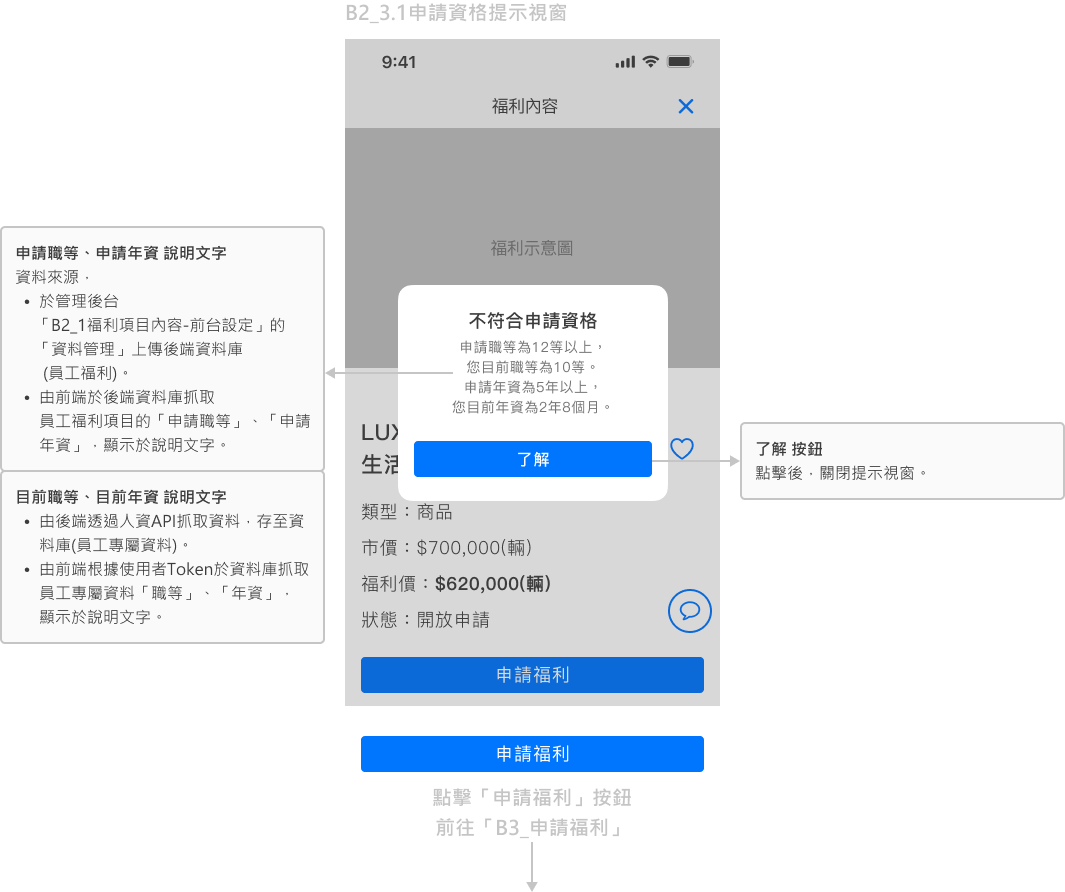 B2_3.1申請資格提示視窗
9:41
福利內容
福利示意圖
不符合申請資格
申請職等為12等以上，
您目前職等為10等。
申請年資為5年以上，
您目前年資為2年8個月。
了解
LUX
生活
類型：商品
市價：$700,000(輛)
福利價：$620,000(輛)
狀態：開放申請
申請福利
申請福利
點擊「申請福利」按鈕
前往「B3_申請福利」
申請職等、申請年資 說明文字
資料來源，
• 於管理後台
「B2_1福利項目內容-前台設定」的
「資料管理」上傳後端資料庫
(員工福利)。
• 由前端於後端資料庫抓取
員工福利項目的「申請職等」、「申請
年資」，顯示於說明文字。
目前職等、目前年資 說明文字
• 由後端透過人資API抓取資料，存至資
料庫(員工專屬資料)。
• 由前端根據使用者Token於資料庫抓取
員工專屬資料「職等」、「年資」，
顯示於說明文字。
了解 按鈕
點擊後，關閉提示視窗。